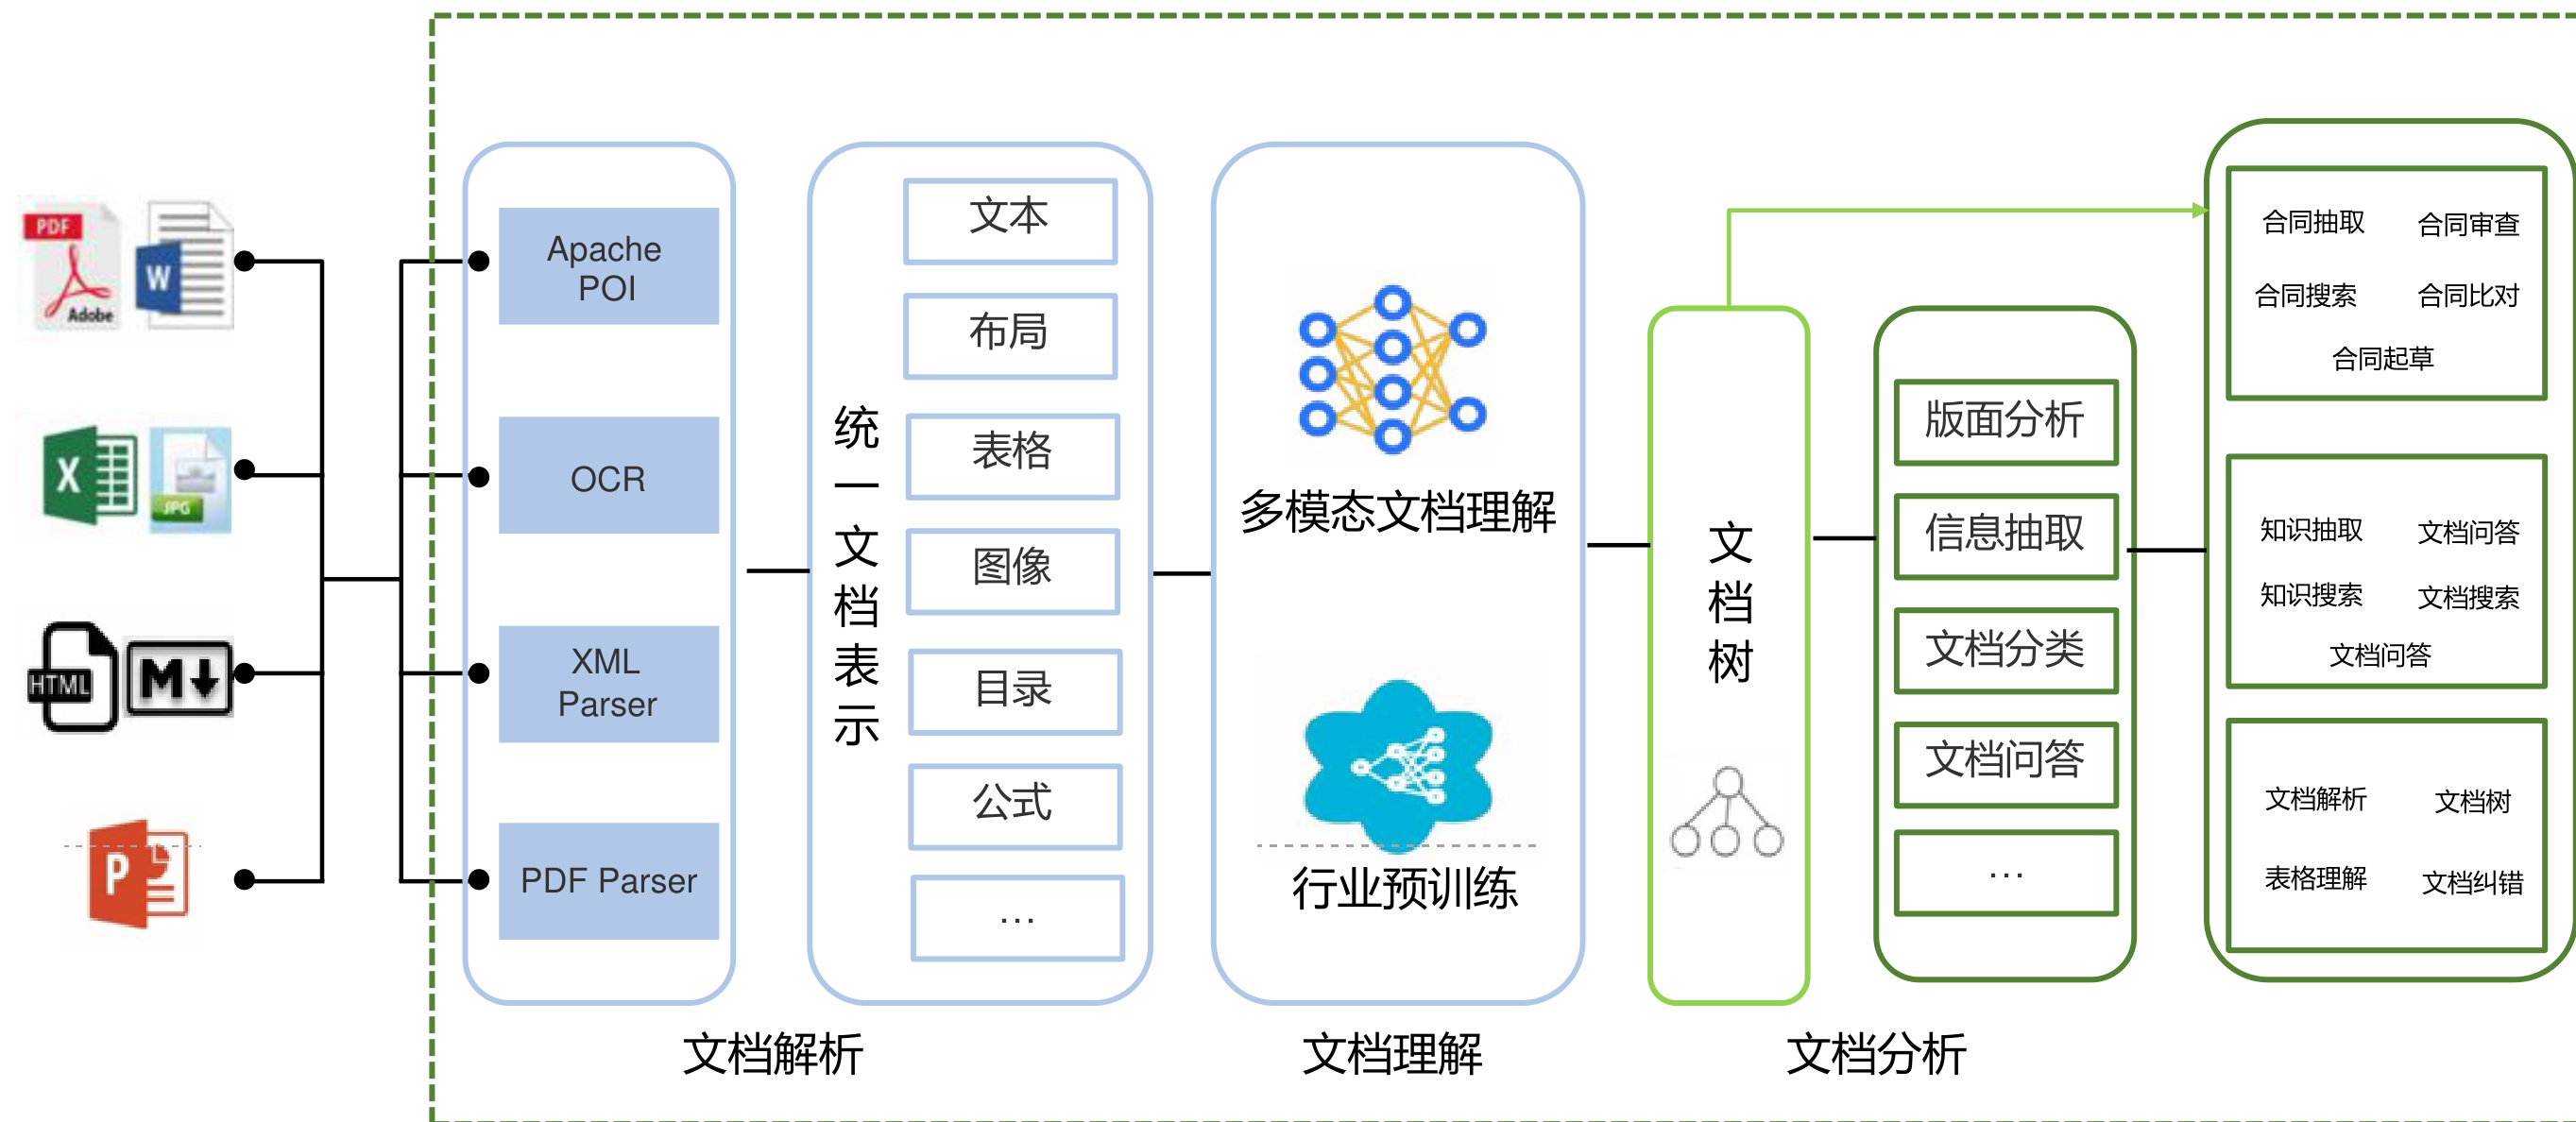 PDF
Adobe
W
X
JPG
HTML
M
P
Apache
POI
OCR
XML
Parser
PDF Parser
统一文档表示
文本
布局
表格
图像
目录
公式
...
多模态文档理解
行业预训练
文档树
版面分析
信息抽取
文档分类
文档问答
...
合同抽取 合同审查
合同搜索 合同比对
合同起草
知识抽取 文档问答
知识搜索 文档搜索
文档问答
文档解析 文档树
表格理解 文档纠错
文档解析
文档理解
文档分析